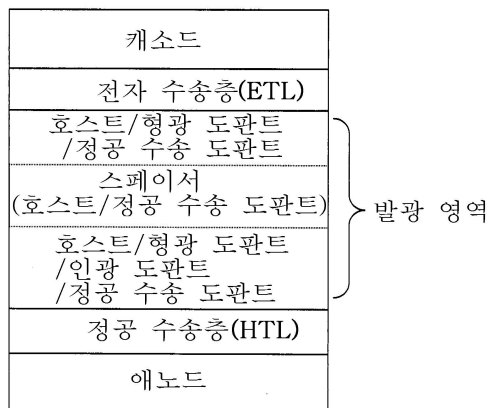 캐소드
전자 수송층(ETL)
호스트/형광 도판트
/정공 수송 도판트
스페이서
(호스트/정공 수송 도판트)
발광 영역
호스트/형광 도판트
/인광 도판트
/정공 수송 도판트
정공 수송층(HTL)
애노드